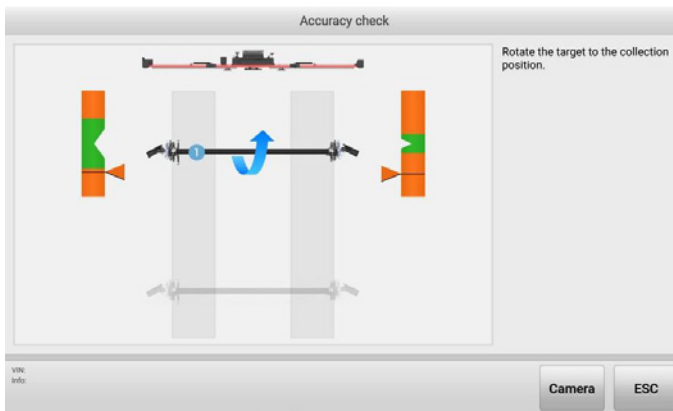 Accuracy check
Rotate the target to the collection
position.
1
VIN:
Info:
Camera
ESC